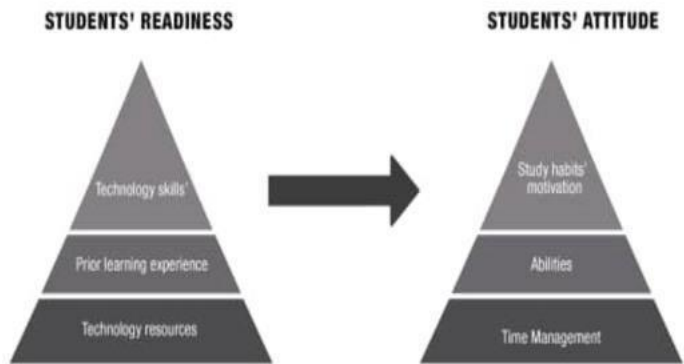 STUDENTS' READINESS
Technology skills'
Prior learning experience
Technology resources
STUDENTS' ATTITUDE
Study habits'
motivation
Abilities
Time Management